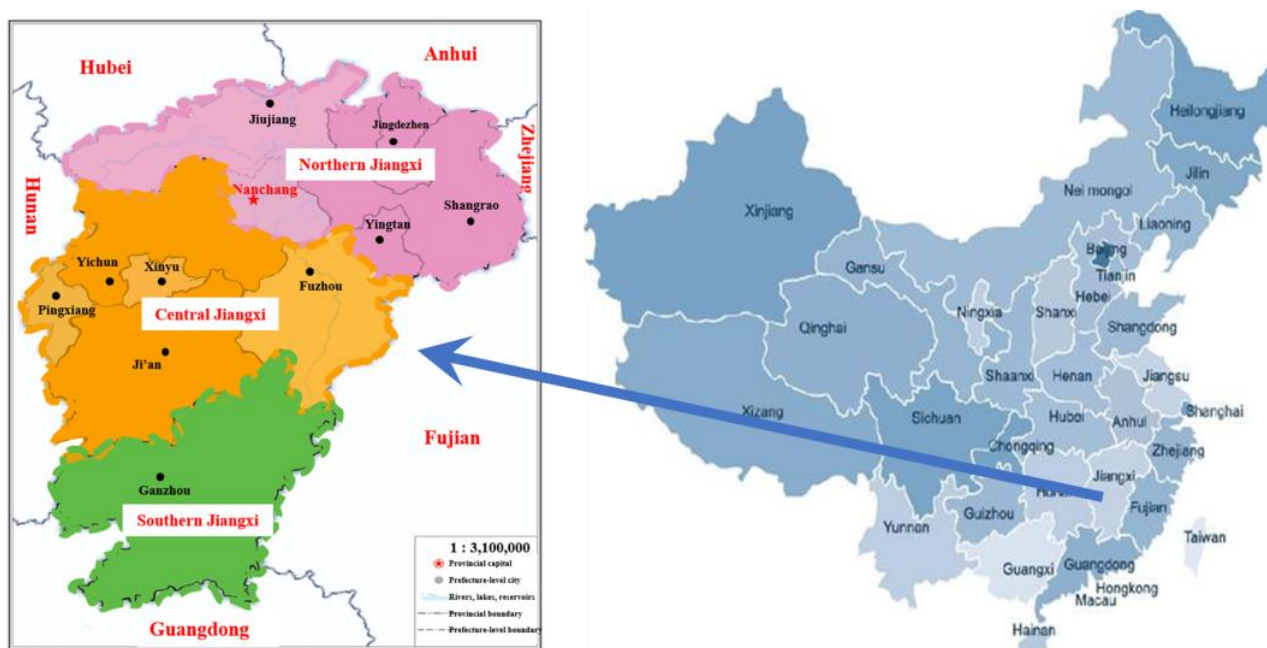 Hubei
Anhui
Jiujiang
Jingdezhen
Zhejiang
Northern Jiangxi
Hunan
Nanchang
Shangrao
Yingtan
Yichun
Xinyu
Fuzhou
Pingxiang
Central Jiangxi
Ji'an
Fujian
Ganzhou
Southern Jiangxi
Guangdong
1 : 3,100,000
Provincial capital
Prefecture-level city
Rivers, lakes, reservoirs
Provincial boundary
Prefecture-level boundary
Heilongjiang
Jilin
Nei mongol
Xinjiang
Liaoning
Beijing
Gansu
Tianjin
Hebei
Ningxia
Shanxi
Qinghai
Shangdong
Shaanxi
Henan
Jiangsu
Xizang
Sichuan
Hubei
Anhui
Shanghai
Chongqing
Zhejiang
Jiangxi
Guizhou
Fujian
Yunnan
Taiwan
Guangxi
Guangdong
Hongkong
Macau
Hainan